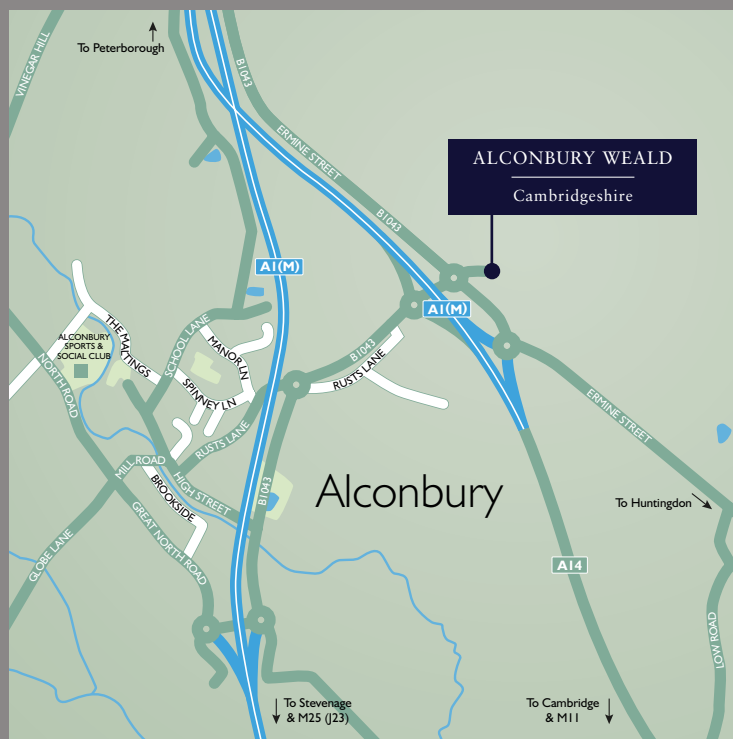 To Peterborough
VINEGAR HILL
B1043
ERMINE STREET
B1043
ALCONBURY WEALD
Cambridgeshire
A1(M)
A1(M)
ALCONBURY
SPORTS &
SOCIAL CLUB
THE MALTINGS
SCHOOL LANE
MANOR LN
SPINNEY LN
NORTH ROAD
B1043
RUSTS LANE
RUSTS LANE
ERMINE STREET
MILL ROAD
HIGH STREET
BROOKSIDE
B1043
Alconbury
To Huntingdon
GREAT NORTH ROAD
GLOBE LANE
A14
LOW ROAD
To Stevenage
& M25 (J23)
To Cambridge
& M11